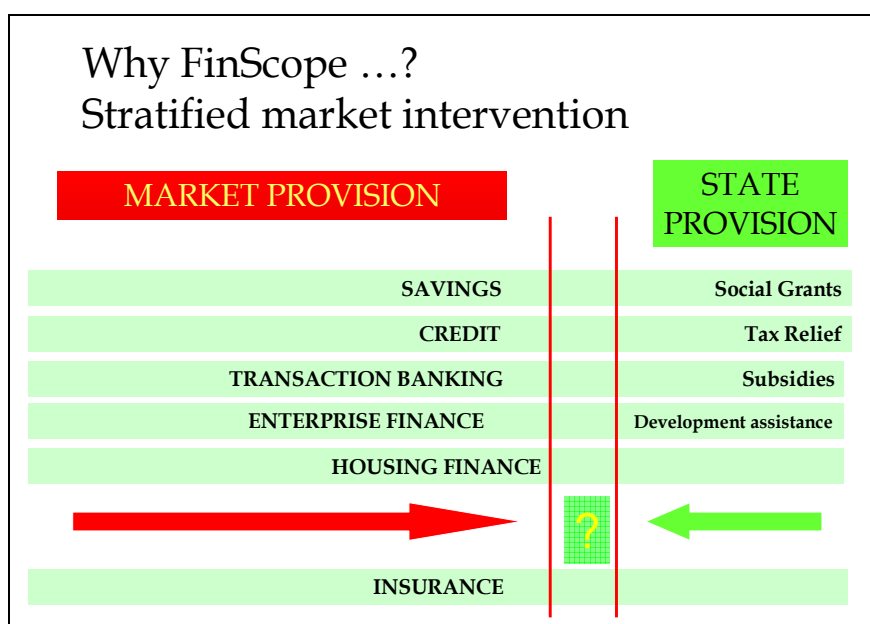 Why FinScope …?
Stratified market intervention
MARKET PROVISION
STATE
PROVISION
SAVINGS
Social Grants
CREDIT
Tax Relief
TRANSACTION BANKING
Subsidies
ENTERPRISE FINANCE
Development assistance
HOUSING FINANCE
?
INSURANCE